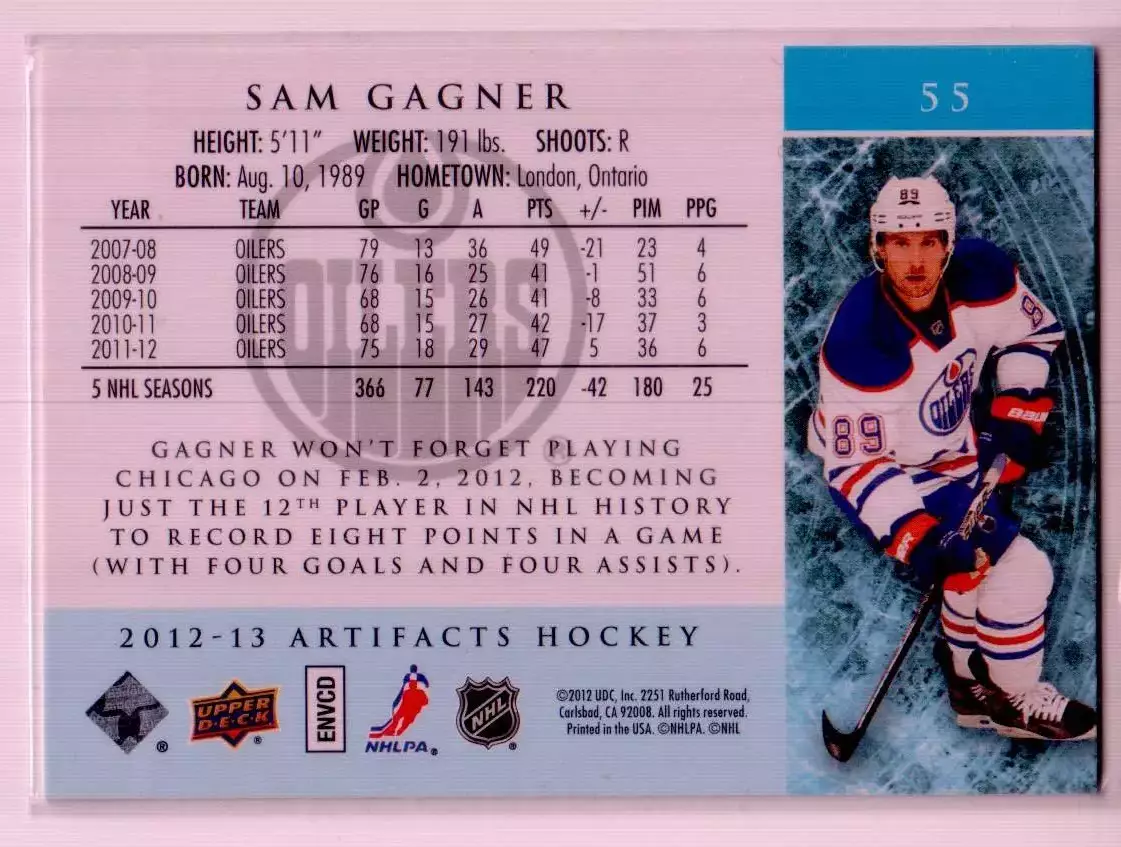 SAM GAGNER
55
HEIGHT: 5'11" WEIGHT: 191 lbs. SHOOTS: R
BORN: Aug. 10, 1989 HOMETOWN: London, Ontario
YEAR TEAM GP G A PTS +/- PIM PPG
2007-08 OILERS 79 13 36 49 -21 23 4
2008-09 OILERS 76 16 25 41 -1 51 6
2009-10 OILERS 68 15 26 41 -8 33 6
2010-11 OILERS 68 15 27 42 -17 37 3
2011-12 OILERS 75 18 29 47 5 36 6
5 NHL SEASONS 366 77 143 220 -42 180 25
OILERS
®
GAGNER WON'T FORGET PLAYING
CHICAGO ON FEB. 2, 2012, BECOMING
JUST THE 12TH PLAYER IN NHL HISTORY
TO RECORD EIGHT POINTS IN A GAME
(WITH FOUR GOALS AND FOUR ASSISTS).
89
89
OILERS
89
2012-13 ARTIFACTS HOCKEY
®
UPPER
D·E·C·K®
ENVCD
NHLPA®
NHL®
©2012 UDC, Inc. 2251 Rutherford Road,
Carlsbad, CA 92008. All rights reserved.
Printed in the USA. ©NHLPA. ©NHL